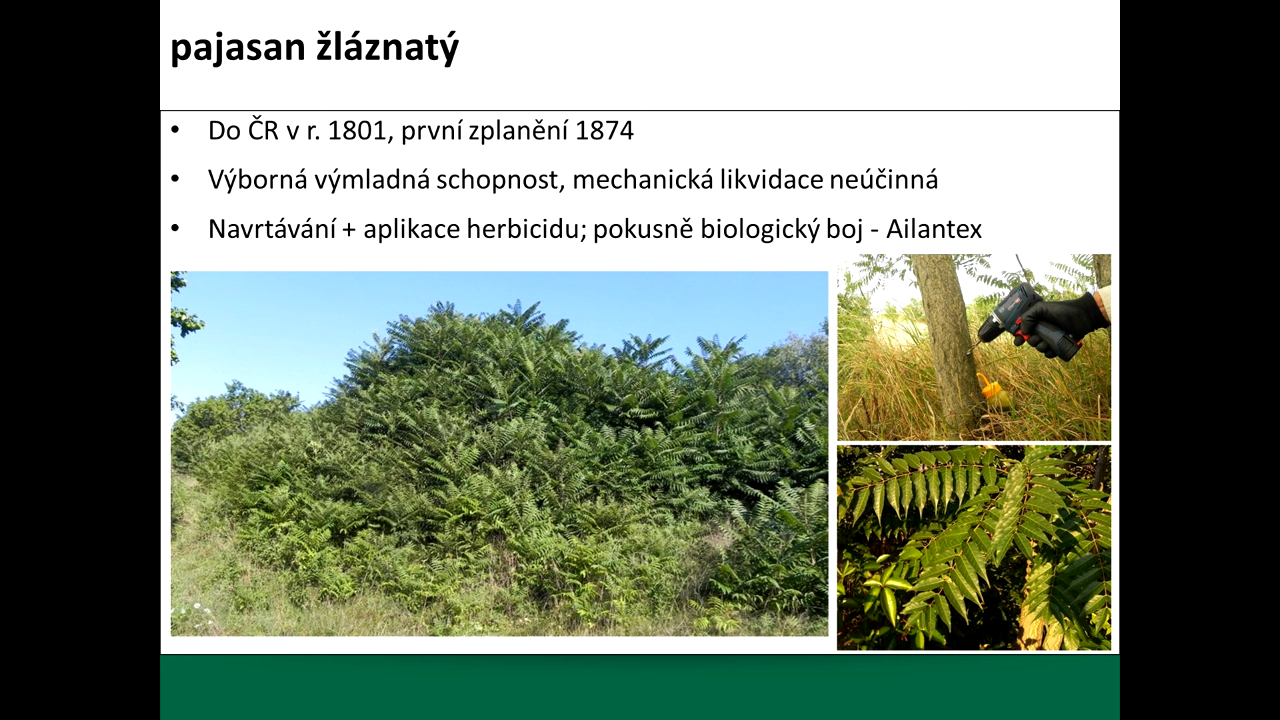 pajasan žláznatý
• Do ČR v r. 1801, první zplanění 1874
• Výborná výmladná schopnost, mechanická likvidace neúčinná
• Navrtávání + aplikace herbicidu; pokusně biologický boj - Ailantex